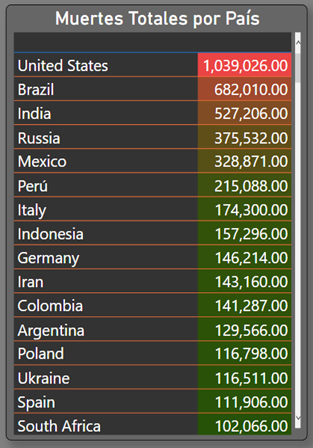 Muertes Totales por País
United States 1,039,026.00
Brazil 682,010.00
India 527,206.00
Russia 375,532.00
Mexico 328,871.00
Perú 215,088.00
Italy 174,300.00
Indonesia 157,296.00
Germany 146,214.00
Iran 143,160.00
Colombia 141,287.00
Argentina 129,566.00
Poland 116,798.00
Ukraine 116,511.00
Spain 111,906.00
South Africa 102,066.00